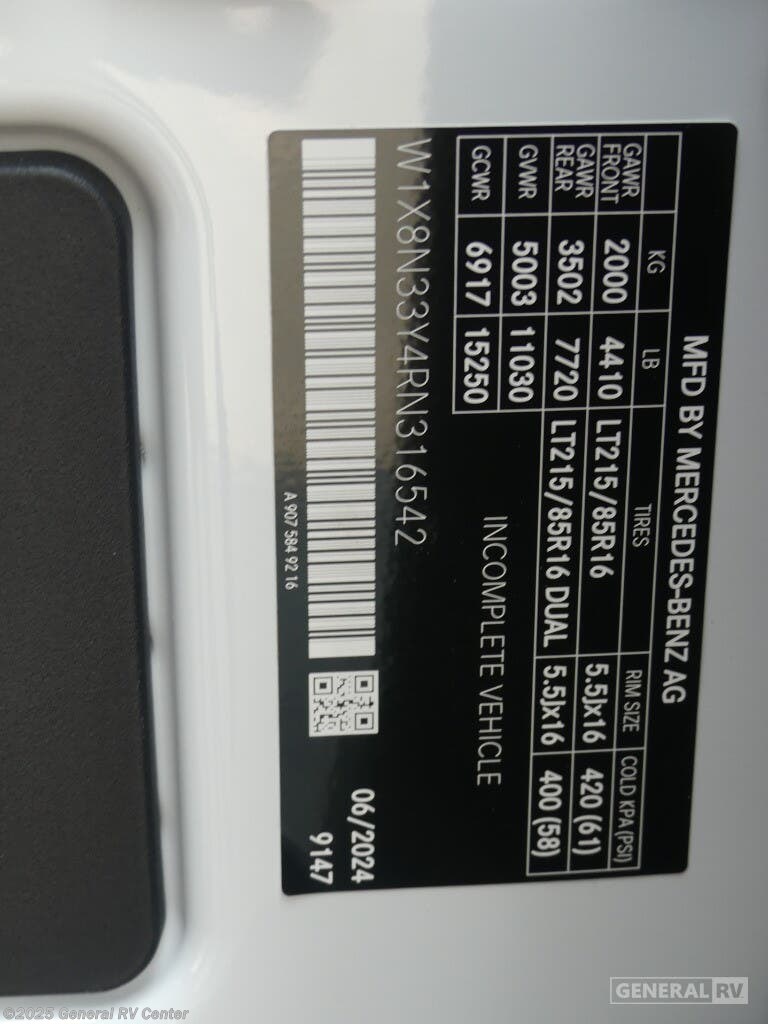 MFD BY MERCEDES-BENZ AG
KG LB TIRES RIM SIZE COLD KPA (PSI)
GAWR FRONT 2000 4410 LT215/85R16 5.5Jx16 420 (61)
GAWR REAR 3502 7720 LT215/85R16 DUAL 5.5Jx16 400 (58)
GVWR 5003 11030
GCWR 6917 15250
INCOMPLETE VEHICLE
W1X8N33Y4RN316542
06/2024
9147
A 907 584 92 16
GENERAL RV
©2025 General RV Center